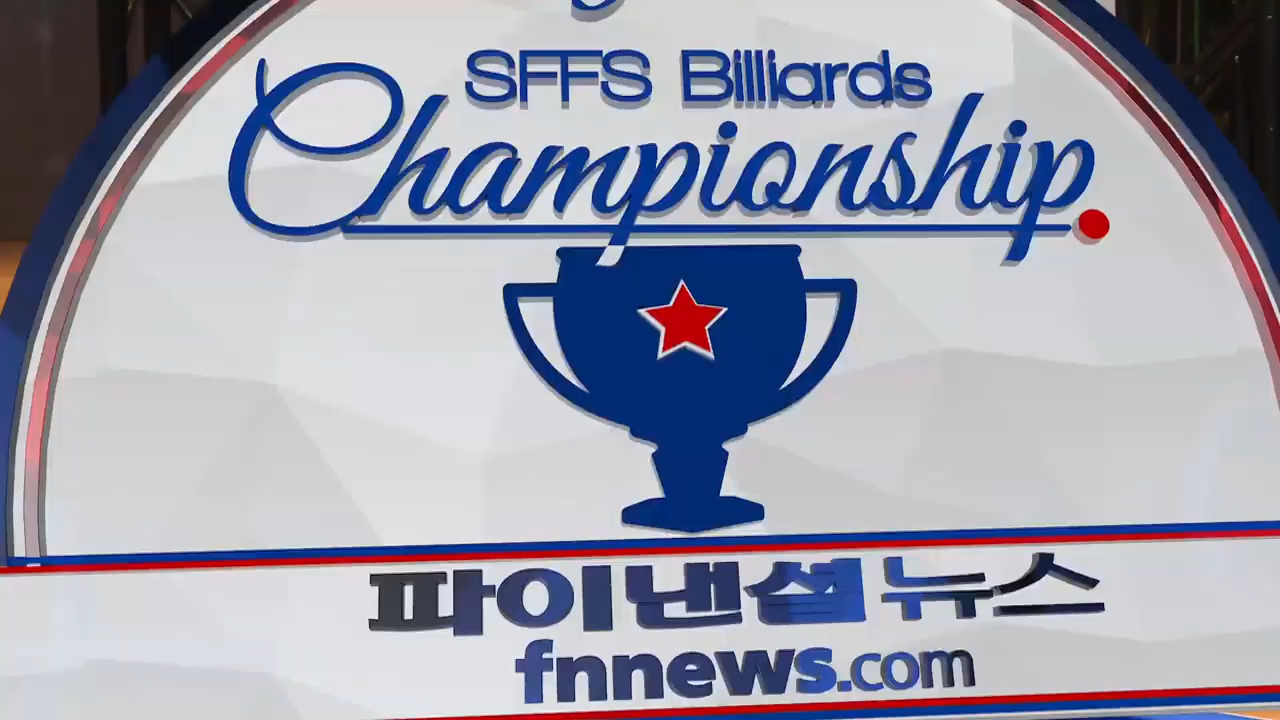 SFFS Billiards
Championship
파이낸셜 뉴스
fnnews.com